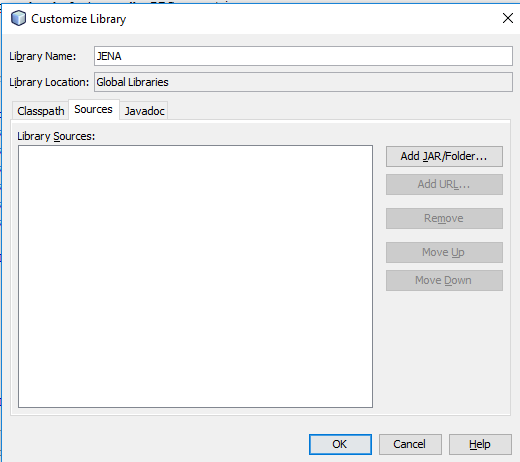 Customize Library
Library Name: JENA
Library Location: Global Libraries
Classpath Sources Javadoc
Library Sources:
Add JAR/Folder...
Add URL...
Remove
Move Up
Move Down
OK Cancel Help